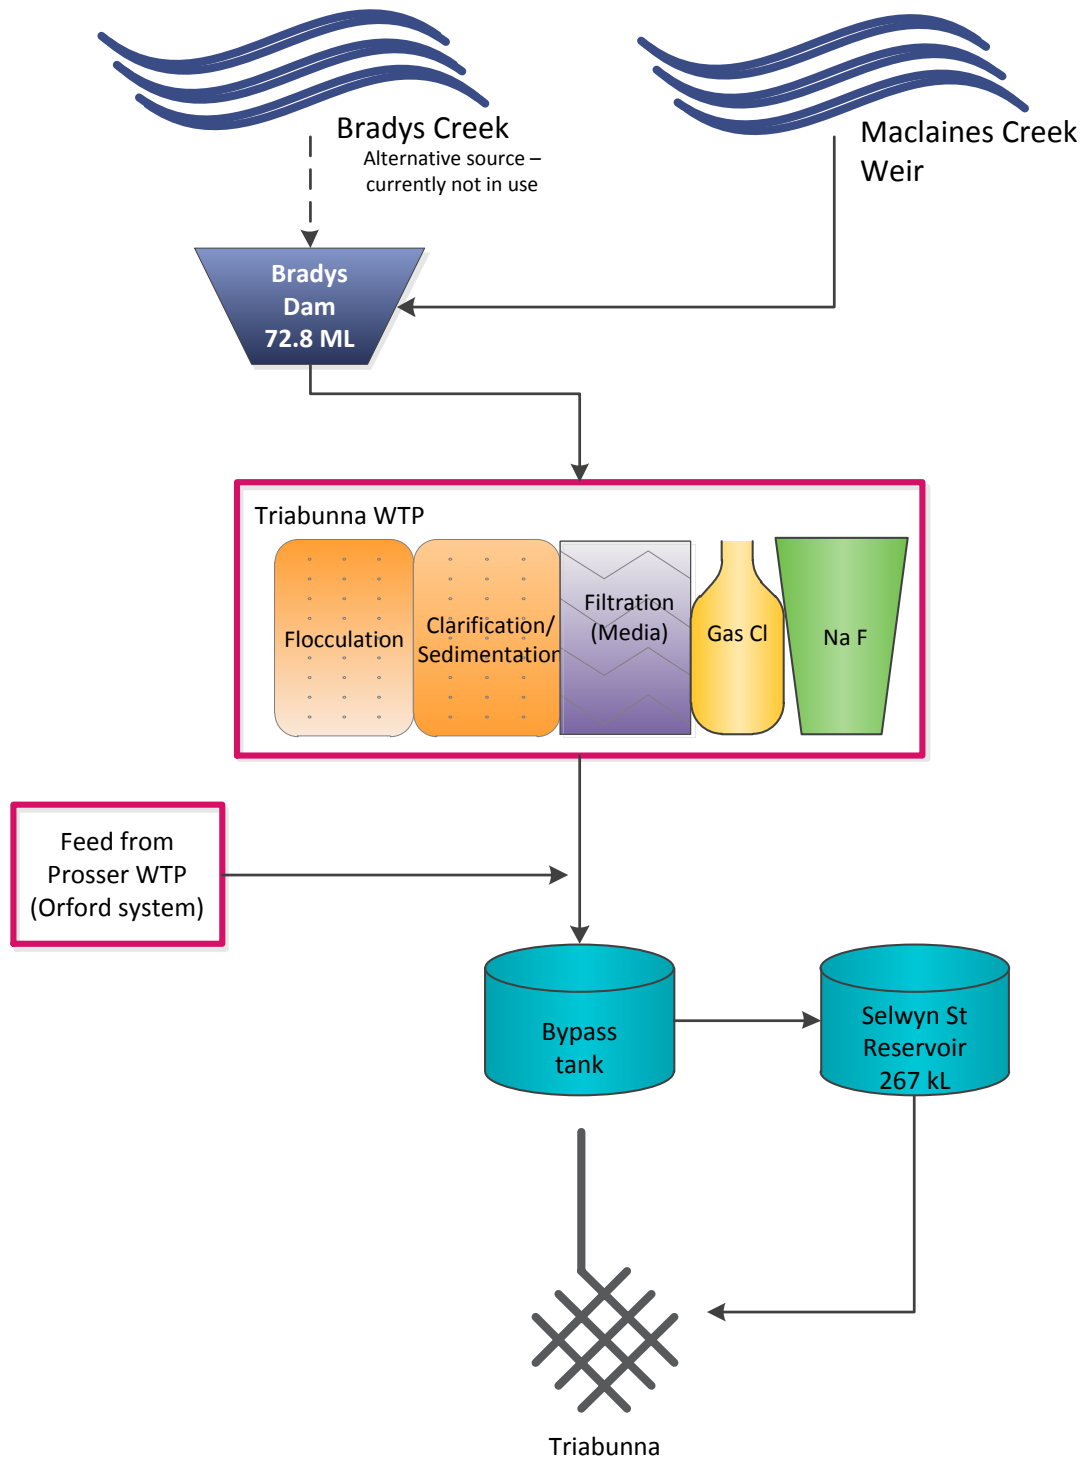 Bradys Creek
Alternative source –
currently not in use
Maclaines Creek
Weir
Bradys
Dam
72.8 ML
Triabunna WTP
Flocculation
Clarification/
Sedimentation
Filtration
(Media)
Gas Cl
Na F
Feed from
Prosser WTP
(Orford system)
Bypass
tank
Selwyn St
Reservoir
267 kL
Triabunna